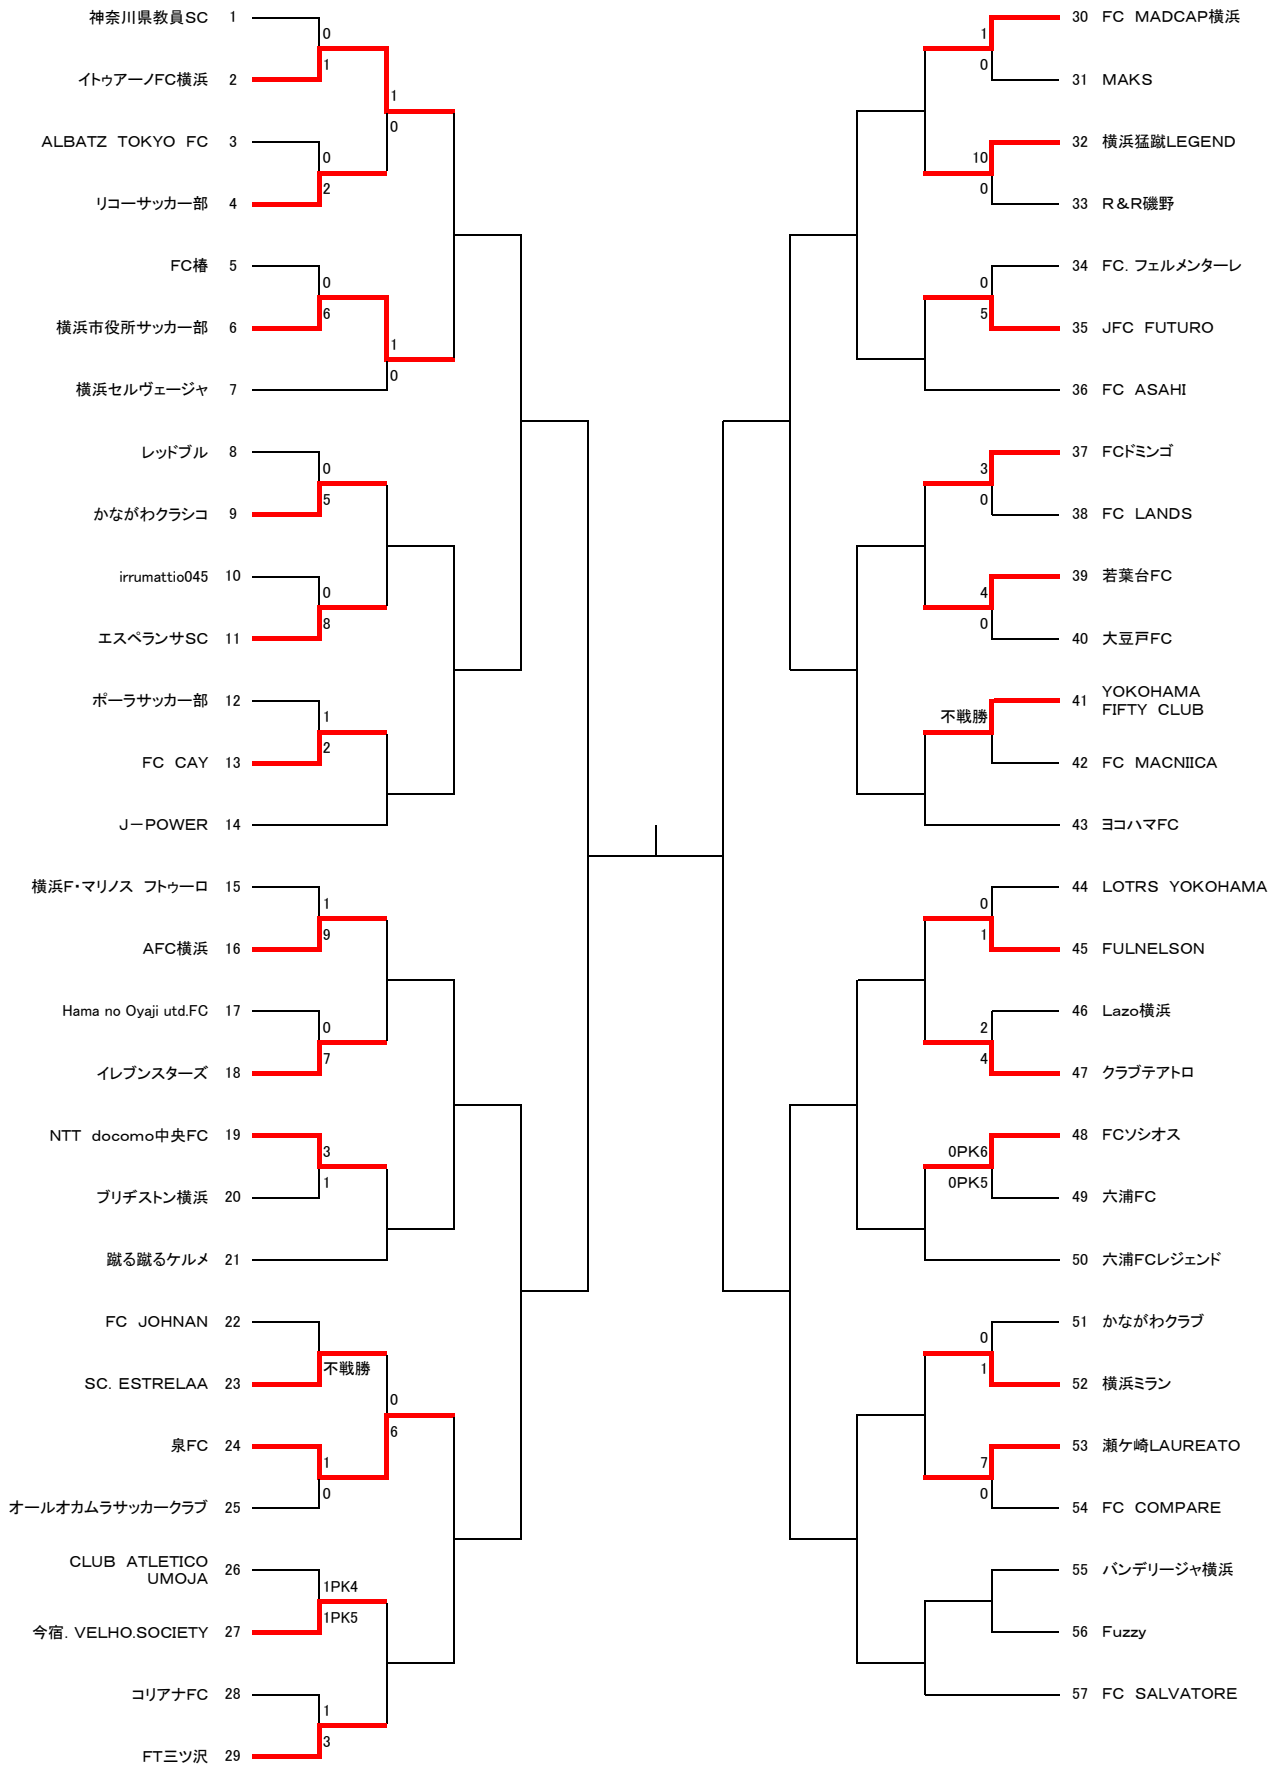 神奈川県教員SC 1
0
1
イトゥアーノFC横浜 2
1
0
ALBATZ TOKYO FC 3
0
2
リコーサッカー部 4
FC椿 5
0
6
横浜市役所サッカー部 6
1
0
横浜セルヴェージャ 7
レッドブル 8
0
5
かながわクラシコ 9
irrumattio045 10
0
8
エスペランサSC 11
ポーラサッカー部 12
1
2
FC CAY 13
J－POWER 14
横浜F・マリノス フトゥーロ 15
1
9
AFC横浜 16
Hama no Oyaji utd.FC 17
0
7
イレブンスターズ 18
NTT docomo中央FC 19
3
1
ブリヂストン横浜 20
蹴る蹴るケルメ 21
FC JOHNAN 22
不戦勝
SC. ESTRELAA 23
0
6
泉FC 24
1
0
オールオカムラサッカークラブ 25
CLUB ATLETICO
UMOJA 26
1PK4
1PK5
今宿. VELHO.SOCIETY 27
コリアナFC 28
1
3
FT三ツ沢 29
30 FC MADCAP横浜
1
0
31 MAKS
32 横浜猛蹴LEGEND
10
0
33 R＆R磯野
34 FC. フェルメンターレ
0
5
35 JFC FUTURO
36 FC ASAHI
37 FCドミンゴ
3
0
38 FC LANDS
39 若葉台FC
4
0
40 大豆戸FC
41 YOKOHAMA
FIFTY CLUB
不戦勝
42 FC MACNIICA
43 ヨコハマFC
44 LOTRS YOKOHAMA
0
1
45 FULNELSON
46 Lazo横浜
2
4
47 クラブテアトロ
48 FCソシオス
0PK6
0PK5
49 六浦FC
50 六浦FCレジェンド
51 かながわクラブ
0
1
52 横浜ミラン
53 瀬ケ崎LAUREATO
7
0
54 FC COMPARE
55 バンデリージャ横浜
56 Fuzzy
57 FC SALVATORE